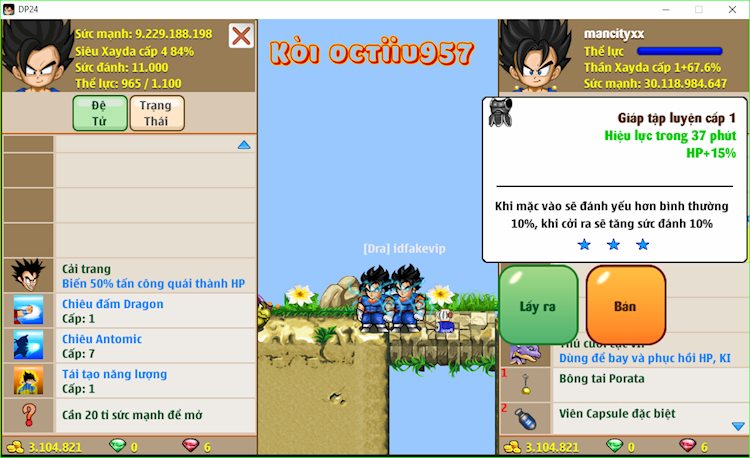 DP24
Sức mạnh: 9.229.188.198
Siêu Xayda cấp 4 84%
Sức đánh: 11.000
Thể lực: 965 / 1.100
Đệ
Tử
Trạng
Thái
Cải trang
Biến 50% tấn công quái thành HP
Chiêu đấm Dragon
Cấp: 1
Chiêu Antomic
Cấp: 7
Tái tạo năng lượng
Cấp: 1
Cần 20 tỉ sức mạnh để mở
3.104.821
0
6
Kòi octiiu957
[Dra] idfakevip
mancityxx
Thể lực
Thần Xayda cấp 1+67.6%
Sức mạnh: 30.118.984.647
Giáp tập luyện cấp 1
Hiệu lực trong 37 phút
HP+15%
Khi mặc vào sẽ đánh yếu hơn bình thường
10%, khi cởi ra sẽ tăng sức đánh 10%
Lấy ra
Bán
Dùng để bay và phục hồi HP, KI
1
Bông tai Porata
2
Viên Capsule đặc biệt
3.104.821
0
6